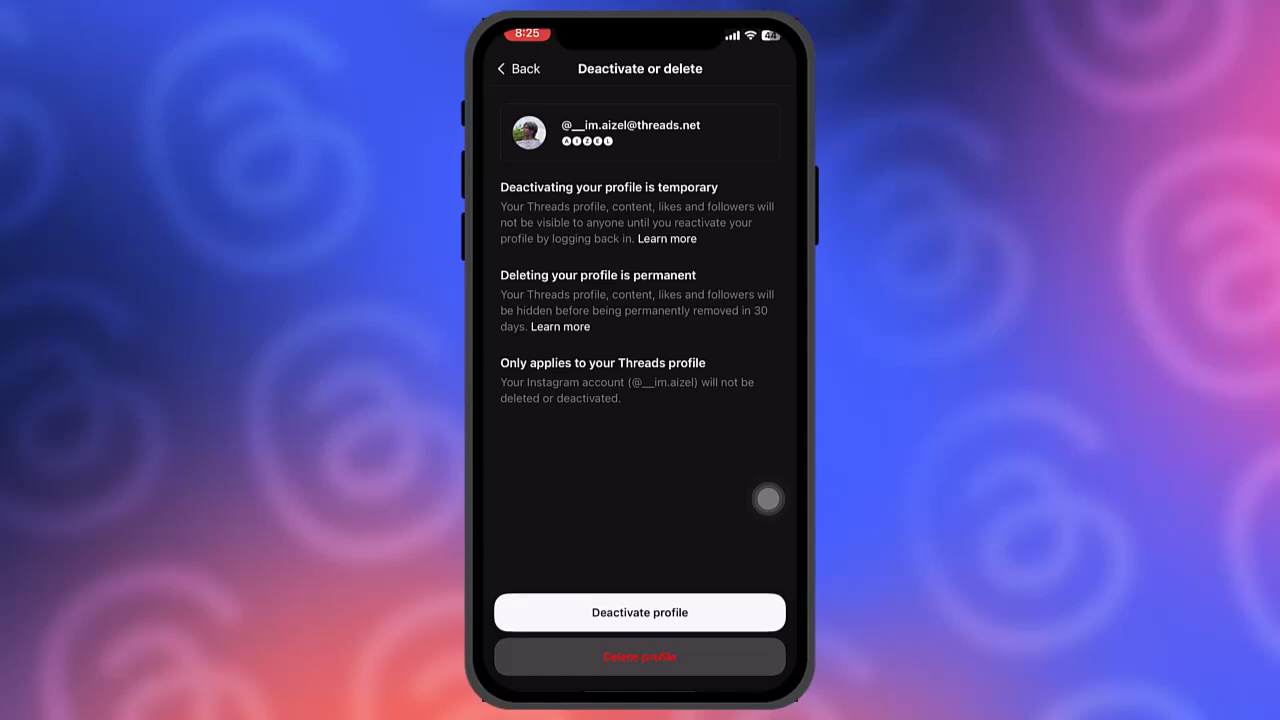 8:25
44
Back
Deactivate or delete
@__im.aizel@threads.net
🅐🅘🅩🅔🅛
Deactivating your profile is temporary
Your Threads profile, content, likes and followers will
not be visible to anyone until you reactivate your
profile by logging back in. Learn more
Deleting your profile is permanent
Your Threads profile, content, likes and followers will
be hidden before being permanently removed in 30
days. Learn more
Only applies to your Threads profile
Your Instagram account (@__im.aizel) will not be
deleted or deactivated.
Deactivate profile
Delete profile